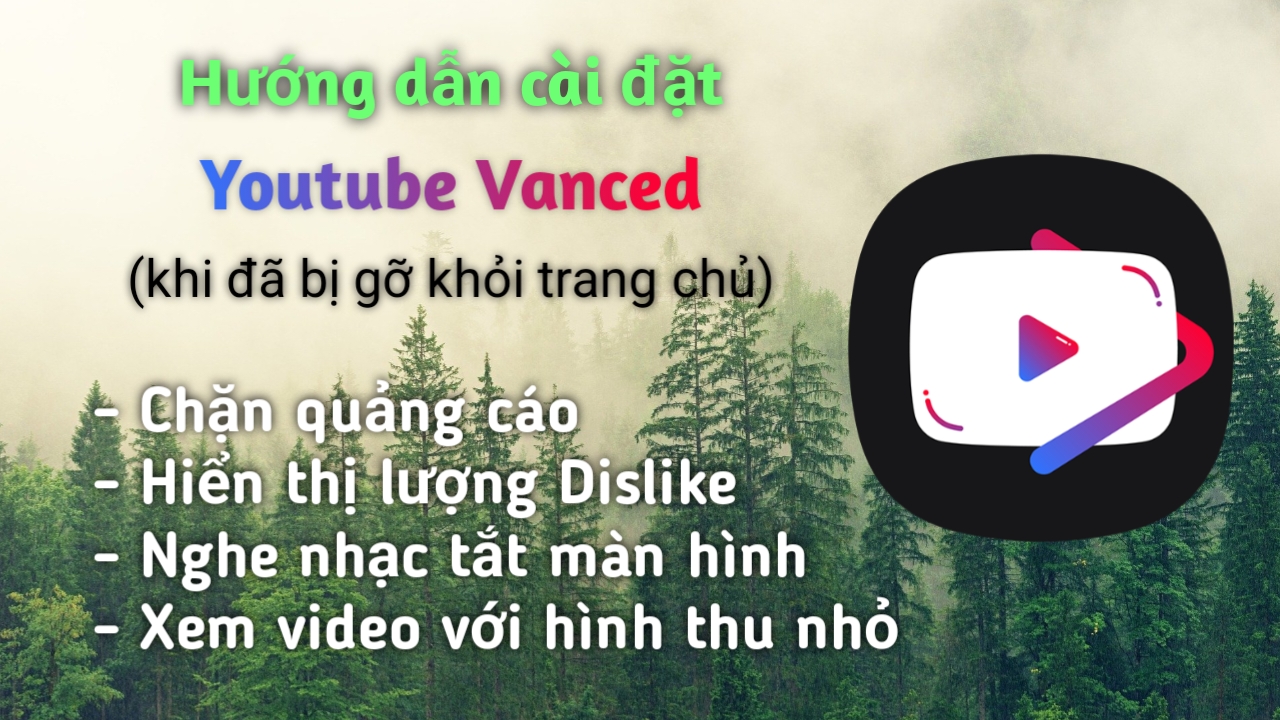 Hướng dẫn cài đặt
Youtube Vanced
(khi đã bị gỡ khỏi trang chủ)
- Chặn quảng cáo
- Hiển thị lượng Dislike
- Nghe nhạc tắt màn hình
- Xem video với hình thu nhỏ